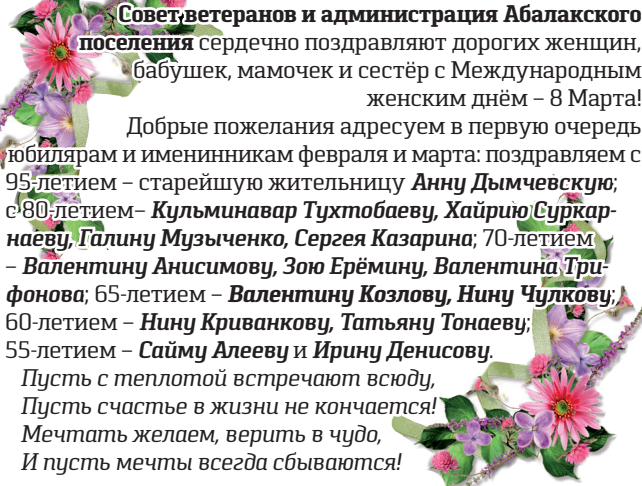 Совет ветеранов и администрация Абалакского
поселения сердечно поздравляют дорогих женщин,
бабушек, мамочек и сестёр с Международным
женским днём – 8 Марта!
Добрые пожелания адресуем в первую очередь
юбилярам и именинникам февраля и марта: поздравляем с
95-летием – старейшую жительницу Анну Дымчевскую;
с 80-летием– Кульминавар Тухтобаеву, Хайрию Суркар-
наеву, Галину Музыченко, Сергея Казарина; 70-летием
– Валентину Анисимову, Зою Ерёмину, Валентина Три-
фонова; 65-летием – Валентину Козлову, Нину Чулкову;
60-летием – Нину Криванкову, Татьяну Тонаеву;
55-летием – Сайму Алееву и Ирину Денисову.
Пусть с теплотой встречают всюду,
Пусть счастье в жизни не кончается!
Мечтать желаем, верить в чудо,
И пусть мечты всегда сбываются!